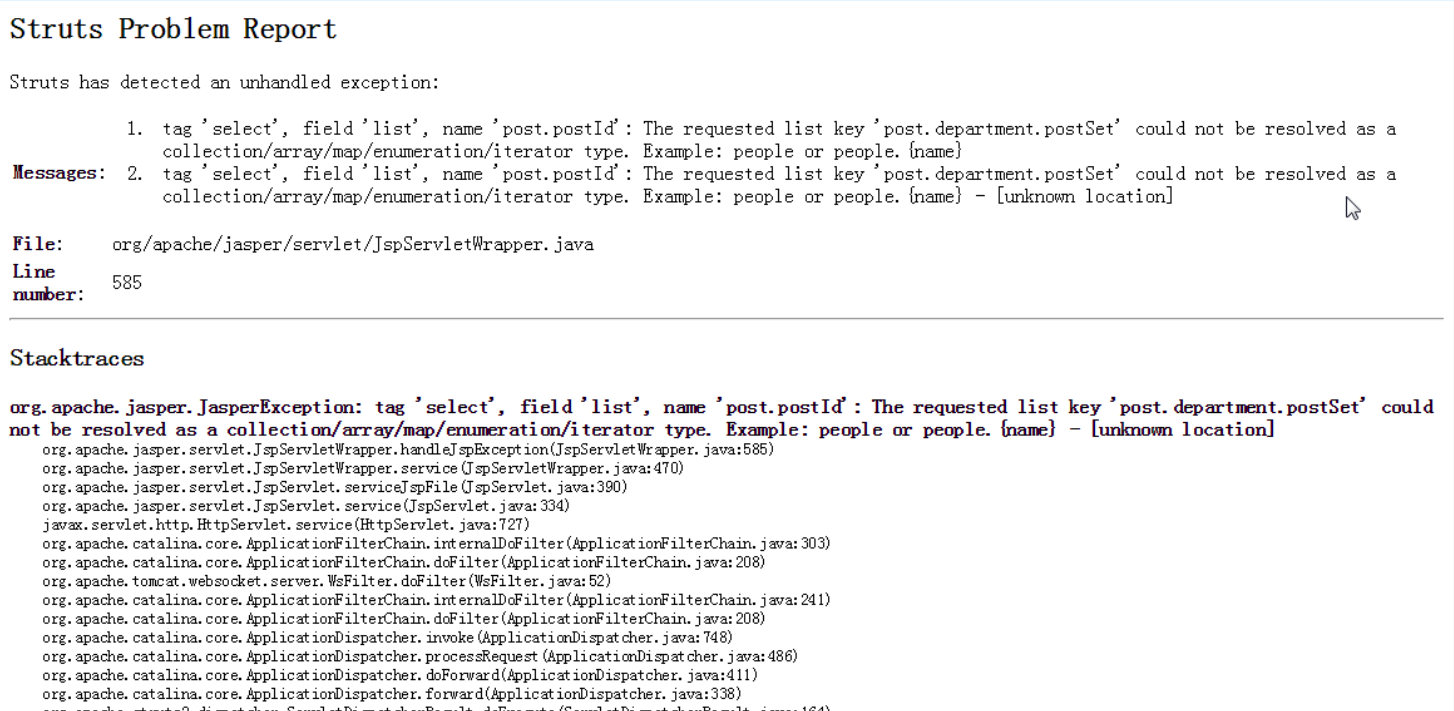 Struts Problem Report
Struts has detected an unhandled exception:
1. tag 'select', field 'list', name 'post.postId': The requested list key 'post.department.postSet' could not be resolved as a
collection/array/map/enumeration/iterator type. Example: people or people.{name}
Messages: 2. tag 'select', field 'list', name 'post.postId': The requested list key 'post.department.postSet' could not be resolved as a
collection/array/map/enumeration/iterator type. Example: people or people.{name} - [unknown location]
File: org/apache/jasper/servlet/JspServletWrapper.java
Line
number: 585
Stacktraces
org.apache.jasper.JasperException: tag 'select', field 'list', name 'post.postId': The requested list key 'post.department.postSet' could
not be resolved as a collection/array/map/enumeration/iterator type. Example: people or people.{name} - [unknown location]
org.apache.jasper.servlet.JspServletWrapper.handleJspException(JspServletWrapper.java:585)
org.apache.jasper.servlet.JspServletWrapper.service(JspServletWrapper.java:470)
org.apache.jasper.servlet.JspServlet.serviceJspFile(JspServlet.java:390)
org.apache.jasper.servlet.JspServlet.service(JspServlet.java:334)
javax.servlet.http.HttpServlet.service(HttpServlet.java:727)
org.apache.catalina.core.ApplicationFilterChain.internalDoFilter(ApplicationFilterChain.java:303)
org.apache.catalina.core.ApplicationFilterChain.doFilter(ApplicationFilterChain.java:208)
org.apache.tomcat.websocket.server.WsFilter.doFilter(WsFilter.java:52)
org.apache.catalina.core.ApplicationFilterChain.internalDoFilter(ApplicationFilterChain.java:241)
org.apache.catalina.core.ApplicationFilterChain.doFilter(ApplicationFilterChain.java:208)
org.apache.catalina.core.ApplicationDispatcher.invoke(ApplicationDispatcher.java:748)
org.apache.catalina.core.ApplicationDispatcher.processRequest(ApplicationDispatcher.java:486)
org.apache.catalina.core.ApplicationDispatcher.doForward(ApplicationDispatcher.java:411)
org.apache.catalina.core.ApplicationDispatcher.forward(ApplicationDispatcher.java:338)